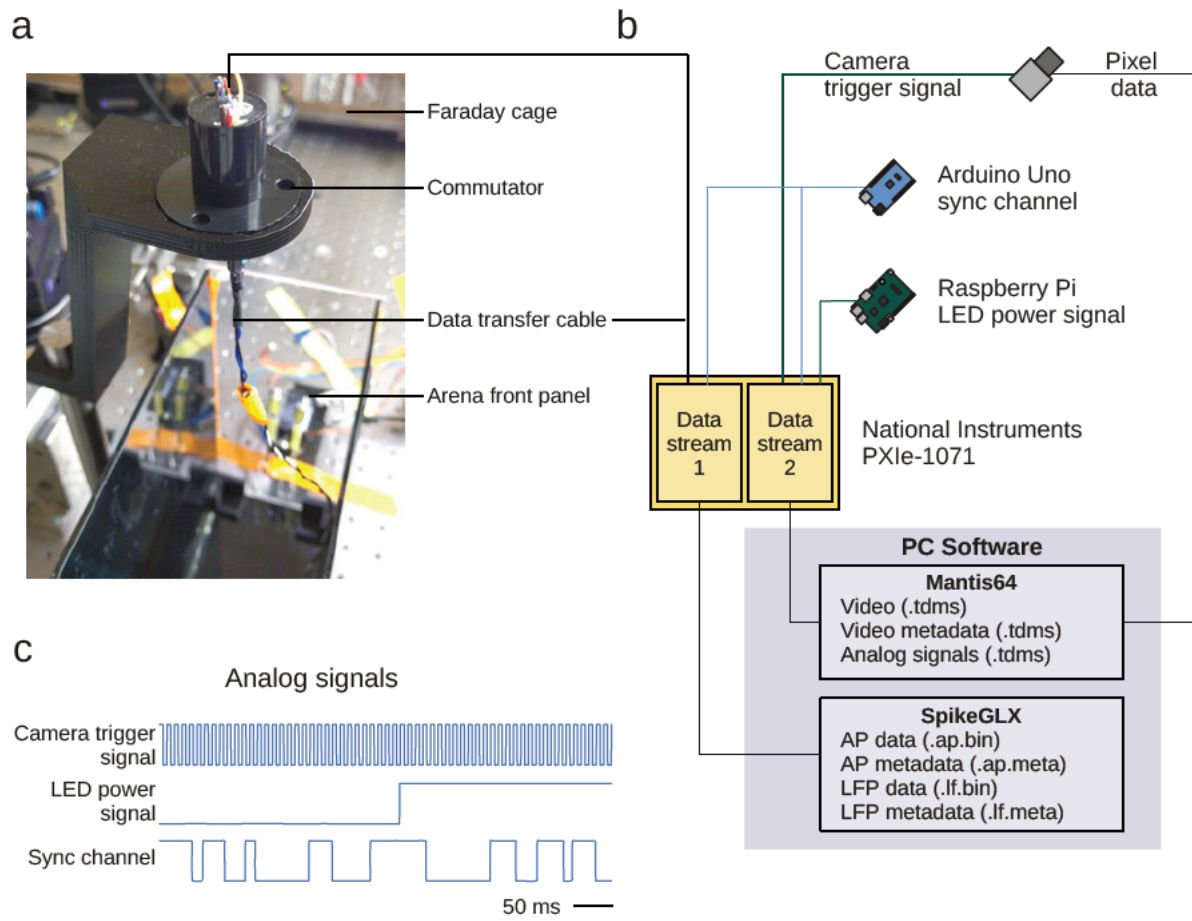 a
Faraday cage
Commutator
Data transfer cable
Arena front panel
b
Camera
trigger signal
Pixel
data
Arduino Uno
sync channel
Raspberry Pi
LED power signal
Data
stream
1
Data
stream
2
National Instruments
PXIe-1071
PC Software
Mantis64
Video (.tdms)
Video metadata (.tdms)
Analog signals (.tdms)
SpikeGLX
AP data (.ap.bin)
AP metadata (.ap.meta)
LFP data (.lf.bin)
LFP metadata (.lf.meta)
c
Analog signals
Camera trigger
signal
LED power
signal
Sync channel
50 ms